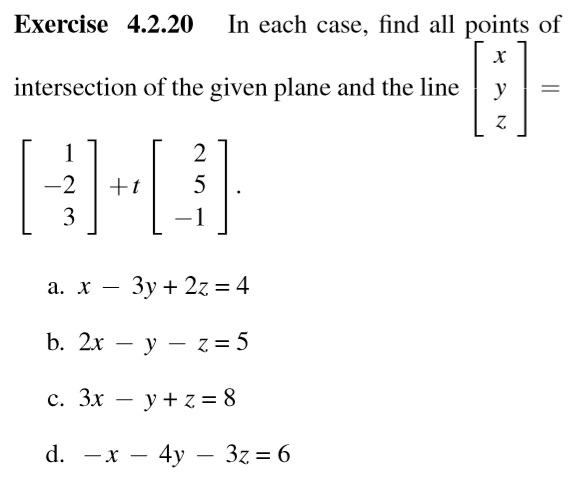 Exercise 4.2.20 In each case, find all points of
intersection of the given plane and the line [x y z] =
[1 −2 3] + t [2 5 −1].
a. x − 3y + 2z = 4
b. 2x − y − z = 5
c. 3x − y + z = 8
d. −x − 4y − 3z = 6